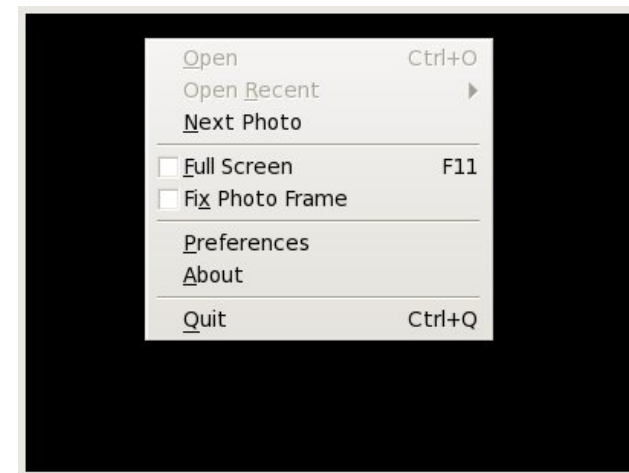 Open Ctrl+O
Open Recent
Next Photo
Full Screen F11
Fix Photo Frame
Preferences
About
Quit Ctrl+Q